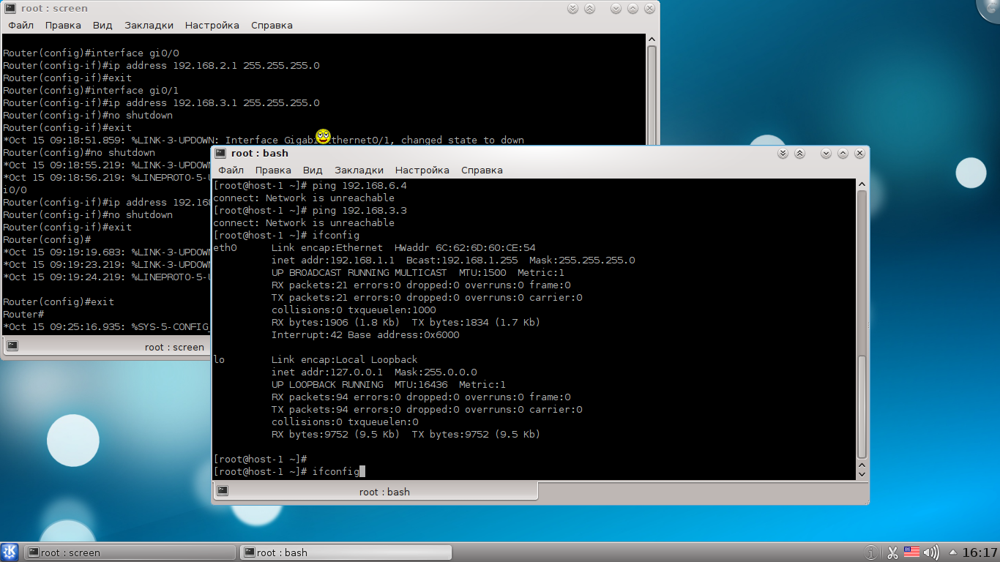 root : screen
Файл Правка Вид Закладки Настройка Справка
Router(config)#interface gi0/0
Router(config-if)#ip address 192.168.2.1 255.255.255.0
Router(config-if)#exit
Router(config)#interface gi0/1
Router(config-if)#ip address 192.168.3.1 255.255.255.0
Router(config-if)#no shutdown
Router(config-if)#exit
*Oct 15 09:18:51.859: %LINK-3-UPDOWN: Interface Gigabi ethernet0/1, changed state to down
Router(config)#no shutdown
*Oct 15 09:18:55.219: %LINK-3-UPDOWN
*Oct 15 09:18:56.219: %LINEPROTO-5-U
i0/0
Router(config-if)#ip address 192.168
Router(config-if)#no shutdown
Router(config-if)#exit
Router(config)#
*Oct 15 09:19:19.683: %LINK-3-UPDOWN
*Oct 15 09:19:23.219: %LINK-3-UPDOWN
*Oct 15 09:19:24.219: %LINEPROTO-5-U
Router(config)#exit
Router#
*Oct 15 09:25:16.935: %SYS-5-CONFIG_
root : screen
root : bash
Файл Правка Вид Закладки Настройка Справка
[root@host-1 ~]# ping 192.168.6.4
connect: Network is unreachable
[root@host-1 ~]# ping 192.168.3.3
connect: Network is unreachable
[root@host-1 ~]# ifconfig
eth0 Link encap:Ethernet HWaddr 6C:62:6D:60:CE:54
inet addr:192.168.1.1 Bcast:192.168.1.255 Mask:255.255.255.0
UP BROADCAST RUNNING MULTICAST MTU:1500 Metric:1
RX packets:21 errors:0 dropped:0 overruns:0 frame:0
TX packets:21 errors:0 dropped:0 overruns:0 carrier:0
collisions:0 txqueuelen:1000
RX bytes:1906 (1.8 Kb) TX bytes:1834 (1.7 Kb)
Interrupt:42 Base address:0x6000
lo Link encap:Local Loopback
inet addr:127.0.0.1 Mask:255.0.0.0
UP LOOPBACK RUNNING MTU:16436 Metric:1
RX packets:94 errors:0 dropped:0 overruns:0 frame:0
TX packets:94 errors:0 dropped:0 overruns:0 carrier:0
collisions:0 txqueuelen:0
RX bytes:9752 (9.5 Kb) TX bytes:9752 (9.5 Kb)
[root@host-1 ~]#
[root@host-1 ~]# ifconfig
root : bash
root : screen
root : bash
16:17